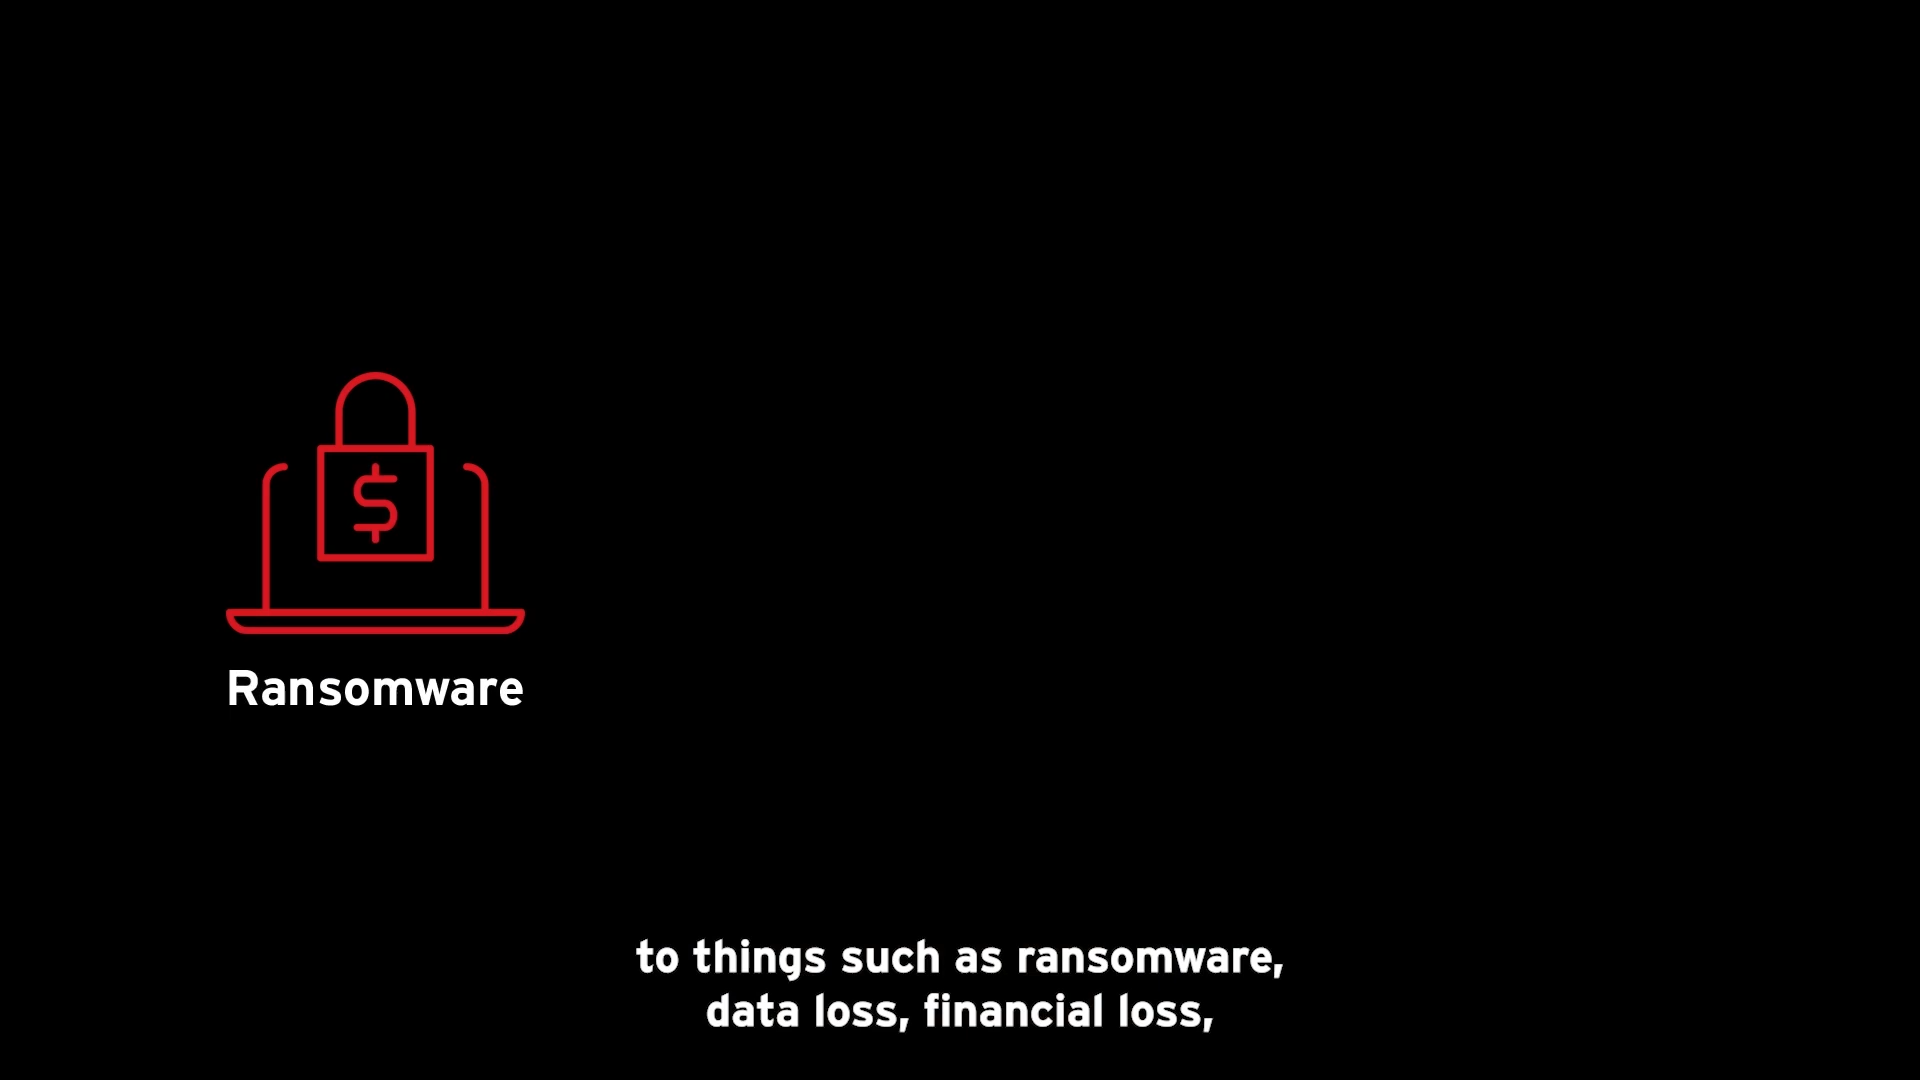 $
Ransomware
to things such as ransomware,
data loss, financial loss,